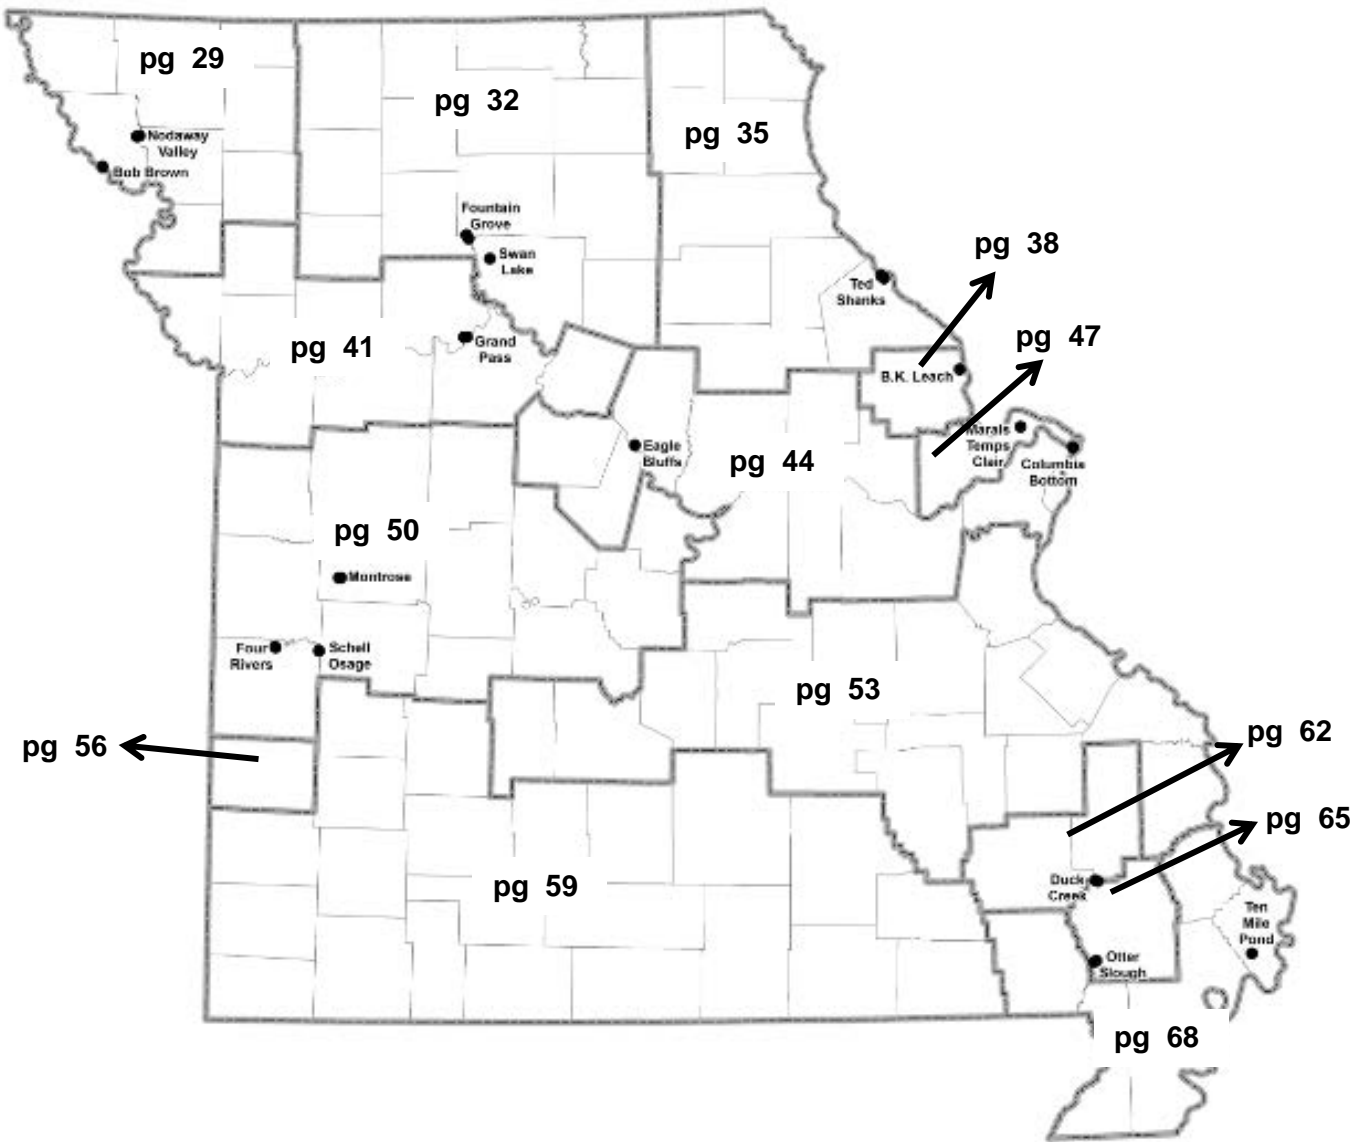 pg 29
pg 32
pg 35
Nodaway
Valley
Bob Brown
Fountain
Grove
Swan
Lake
pg 38
Ted
Shanks
pg 47
pg 41
Grand
Pass
B.K. Leach
Marais
Temps
Clair
Columbia
Bottom
Eagle
Bluffs
pg 44
pg 50
Montrose
Four
Rivers
Schell
Osage
pg 53
pg 56
pg 62
pg 65
pg 59
Duck
Creek
Ten
Mile
Pond
Otter
Slough
pg 68